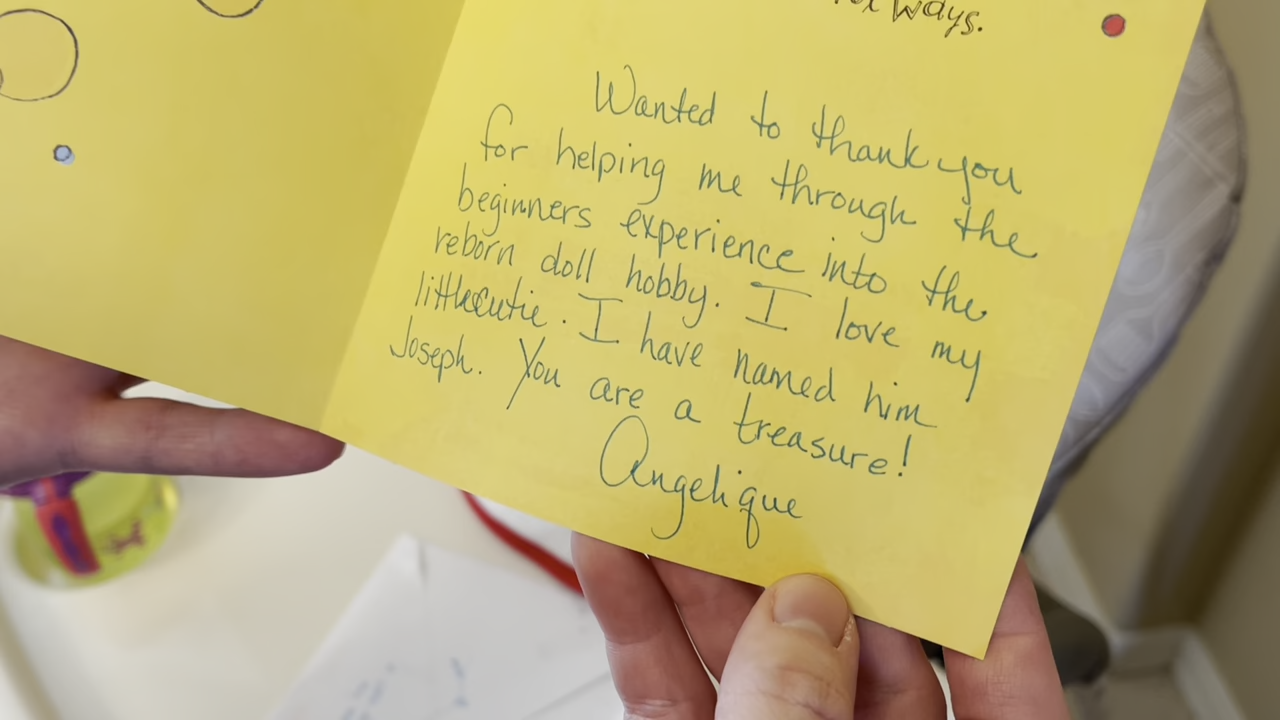 ways.
Wanted to thank you
for helping me through the
beginners experience into the
reborn doll hobby. I love my
littlecutie. I have named him
Joseph. You are a treasure!
Angelique